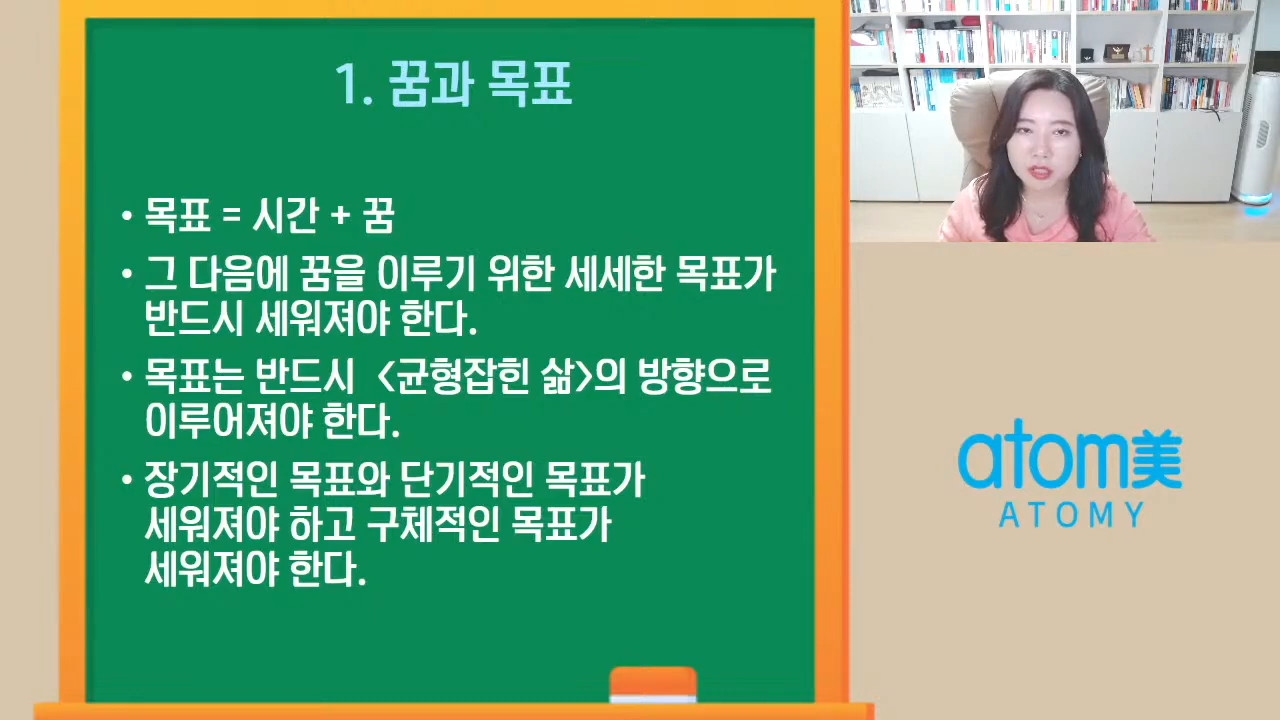 1. 꿈과 목표
• 목표 = 시간 + 꿈
• 그 다음에 꿈을 이루기 위한 세세한 목표가
반드시 세워져야 한다.
• 목표는 반드시 <균형잡힌 삶>의 방향으로
이루어져야 한다.
• 장기적인 목표와 단기적인 목표가
세워져야 하고 구체적인 목표가
세워져야 한다.
atom美
ATOMY